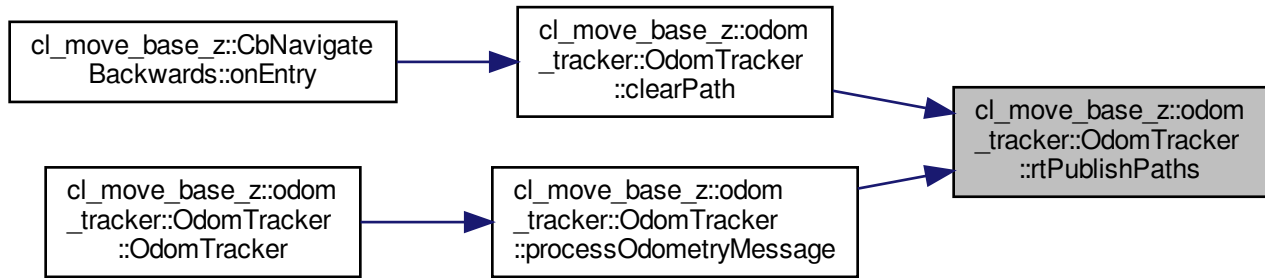 cl_move_base_z::CbNavigate
Backwards::onEntry
cl_move_base_z::odom
_tracker::OdomTracker
::clearPath
cl_move_base_z::odom
_tracker::OdomTracker
::rtPublishPaths
cl_move_base_z::odom
_tracker::OdomTracker
::OdomTracker
cl_move_base_z::odom
_tracker::OdomTracker
::processOdometryMessage